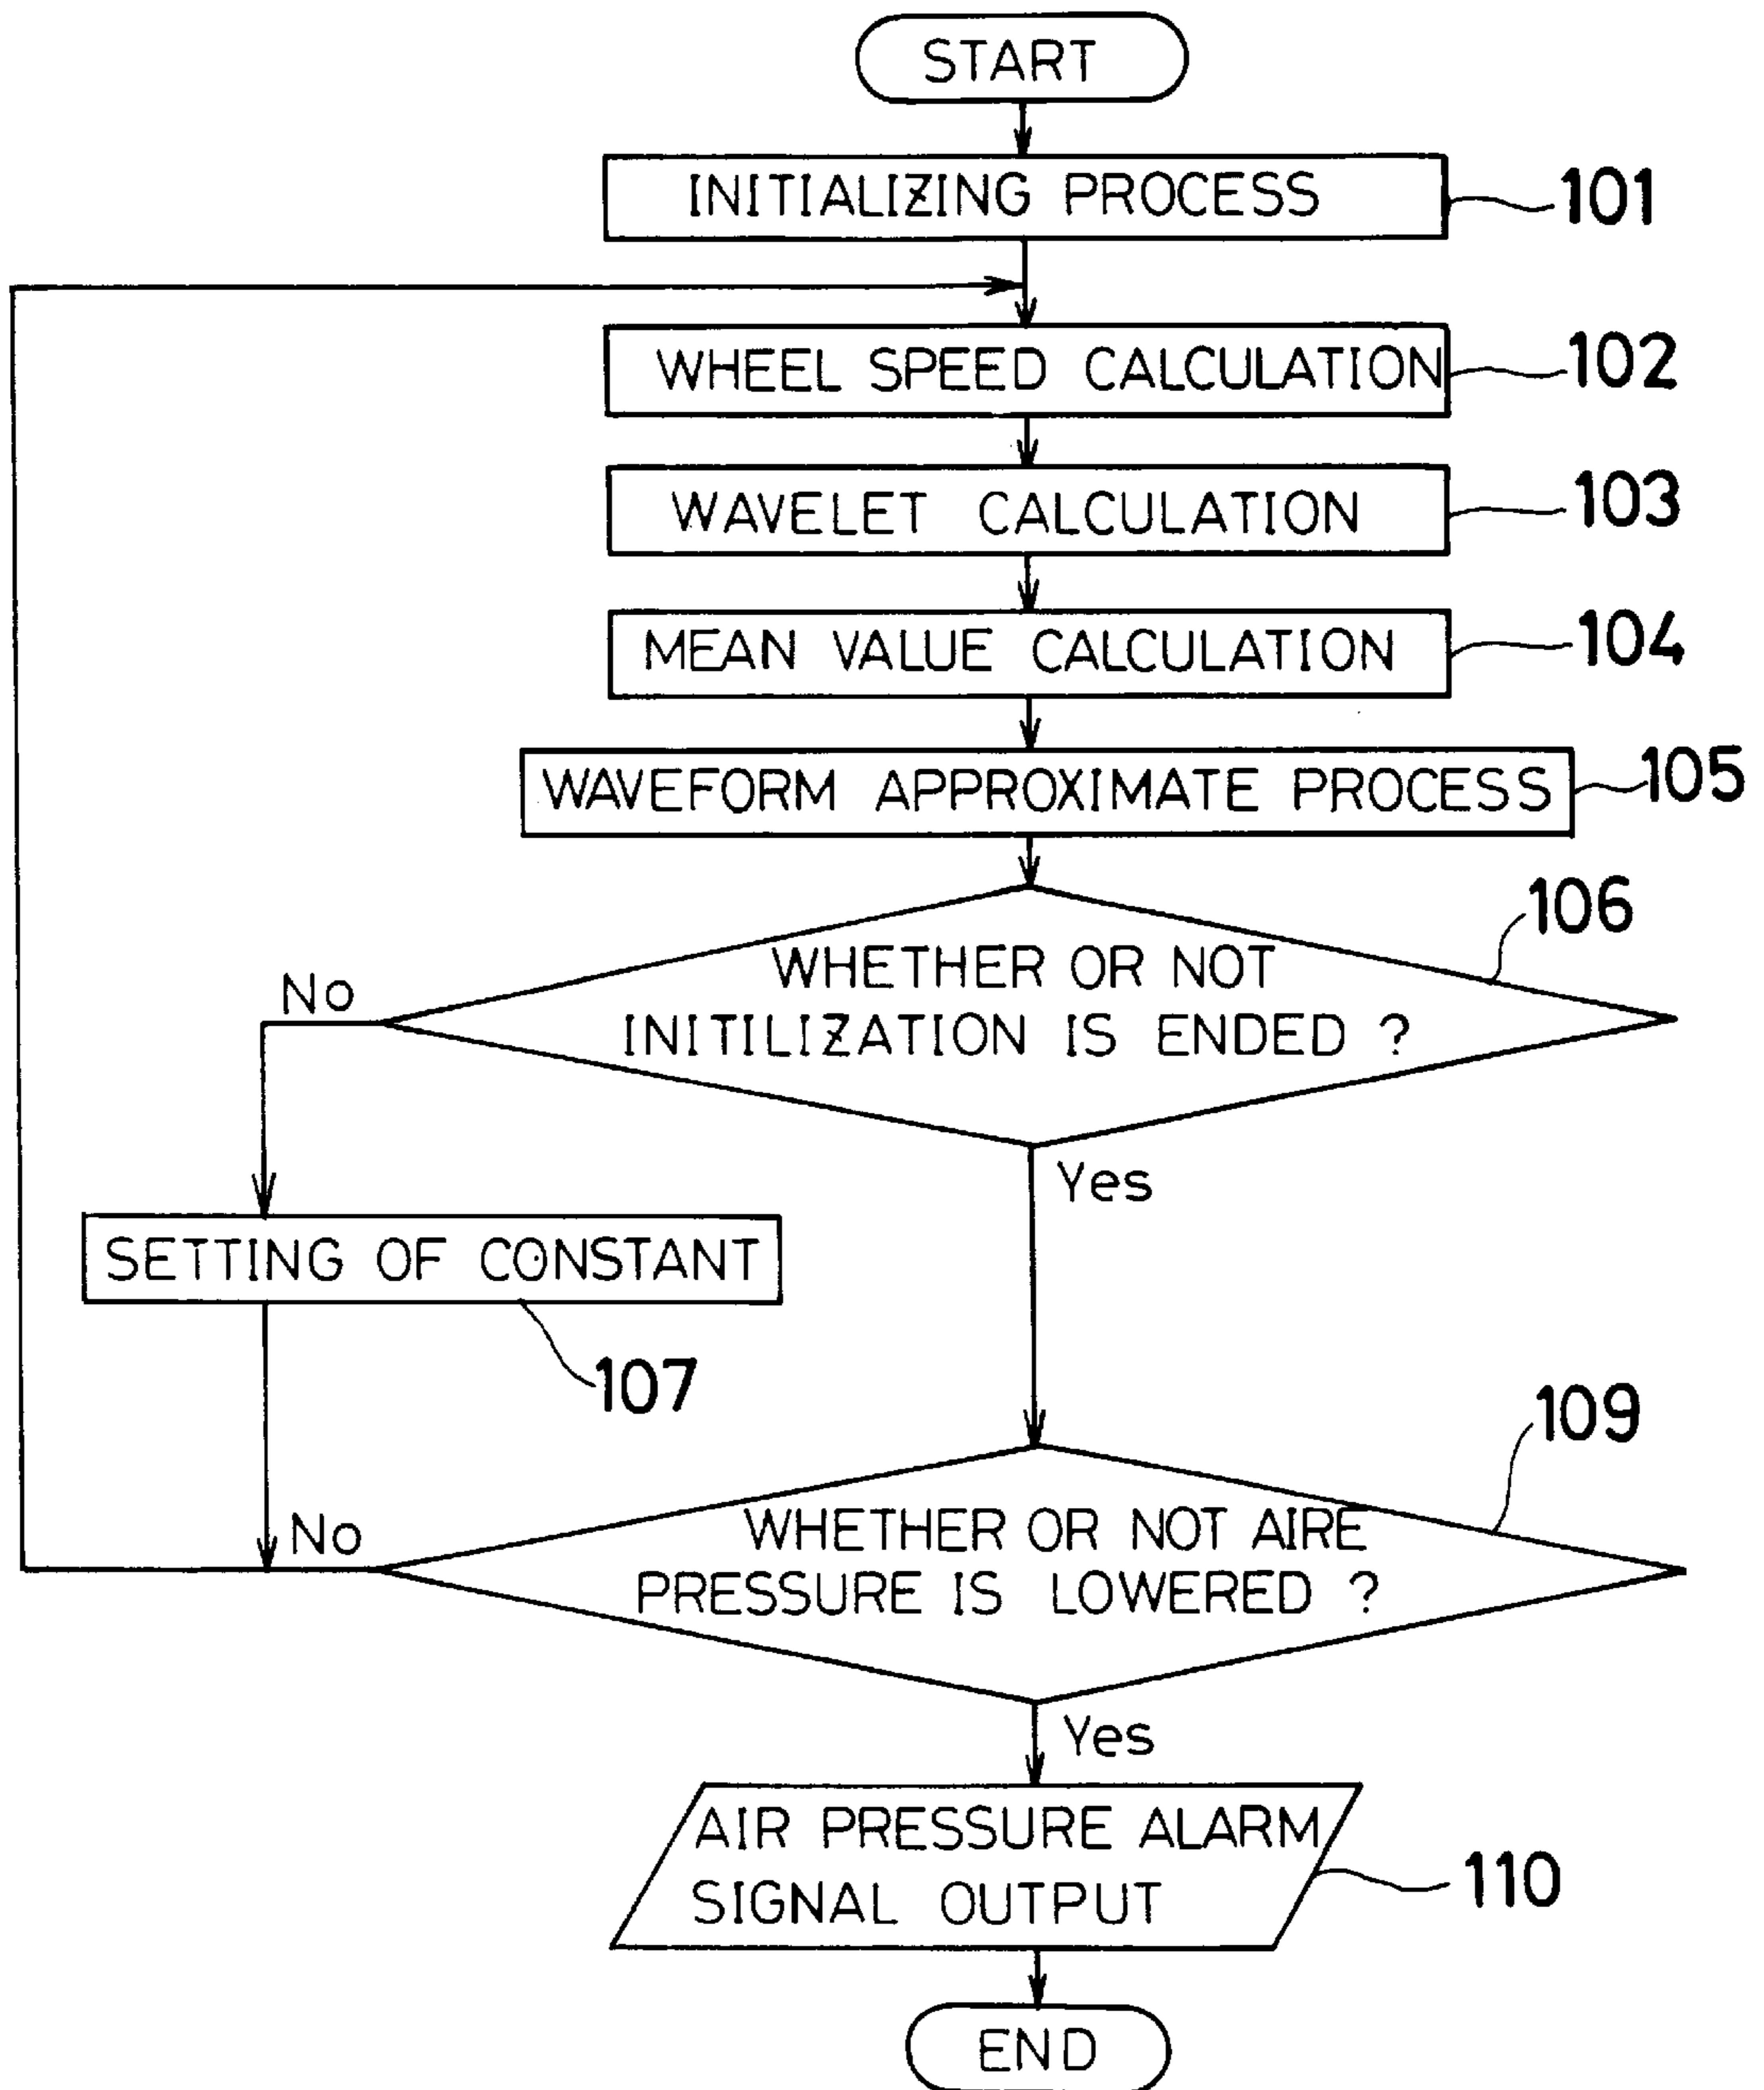 START
INITIALIZING PROCESS
101
WHEEL SPEED CALCULATION
102
WAVELET CALCULATION
103
MEAN VALUE CALCULATION
104
WAVEFORM APPROXIMATE PROCESS
105
106
WHETHER OR NOT
INITILIZATION IS ENDED ?
No
Yes
SETTING OF CONSTANT
107
109
WHETHER OR NOT AIRE
PRESSURE IS LOWERED ?
No
Yes
AIR PRESSURE ALARM
SIGNAL OUTPUT
110
END